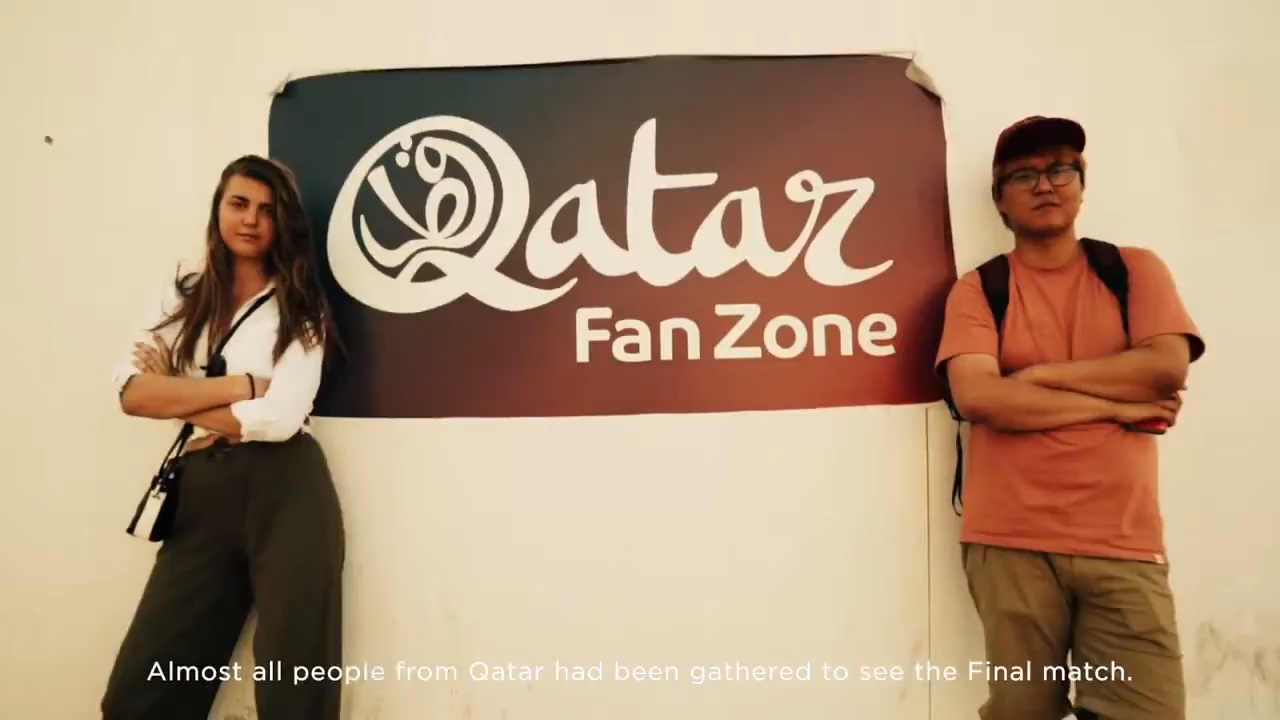 Qatar
Fan Zone
Almost all people from Qatar had been gathered to see the Final match.